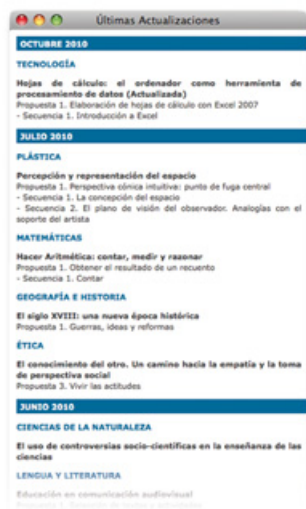 Últimas Actualizaciones
OCTUBRE 2010
TECNOLOGÍA
Hojas de cálculo: el ordenador como herramienta de
procesamiento de datos (Actualizada)
Propuesta 1. Elaboración de hojas de cálculo con Excel 2007
- Secuencia 1. Introducción a Excel
JULIO 2010
PLÁSTICA
Percepción y representación del espacio
Propuesta 1. Perspectiva cónica intuitiva: punto de fuga central
- Secuencia 1. La concepción del espacio
- Secuencia 2. El plano de visión del observador. Analogías con el
soporte del artista
MATEMÁTICAS
Hacer Aritmética: contar, medir y razonar
Propuesta 1. Obtener el resultado de un recuento
- Secuencia 1. Contar
GEOGRAFÍA E HISTORIA
El siglo XVIII: una nueva época histórica
Propuesta 1. Guerras, ideas y reformas
ÉTICA
El conocimiento del otro. Un camino hacia la empatía y la toma
de perspectiva social
Propuesta 3. Vivir las actitudes
JUNIO 2010
CIENCIAS DE LA NATURALEZA
El uso de controversias socio-científicas en la enseñanza de las
ciencias
LENGUA Y LITERATURA
Educación en comunicación audiovisual